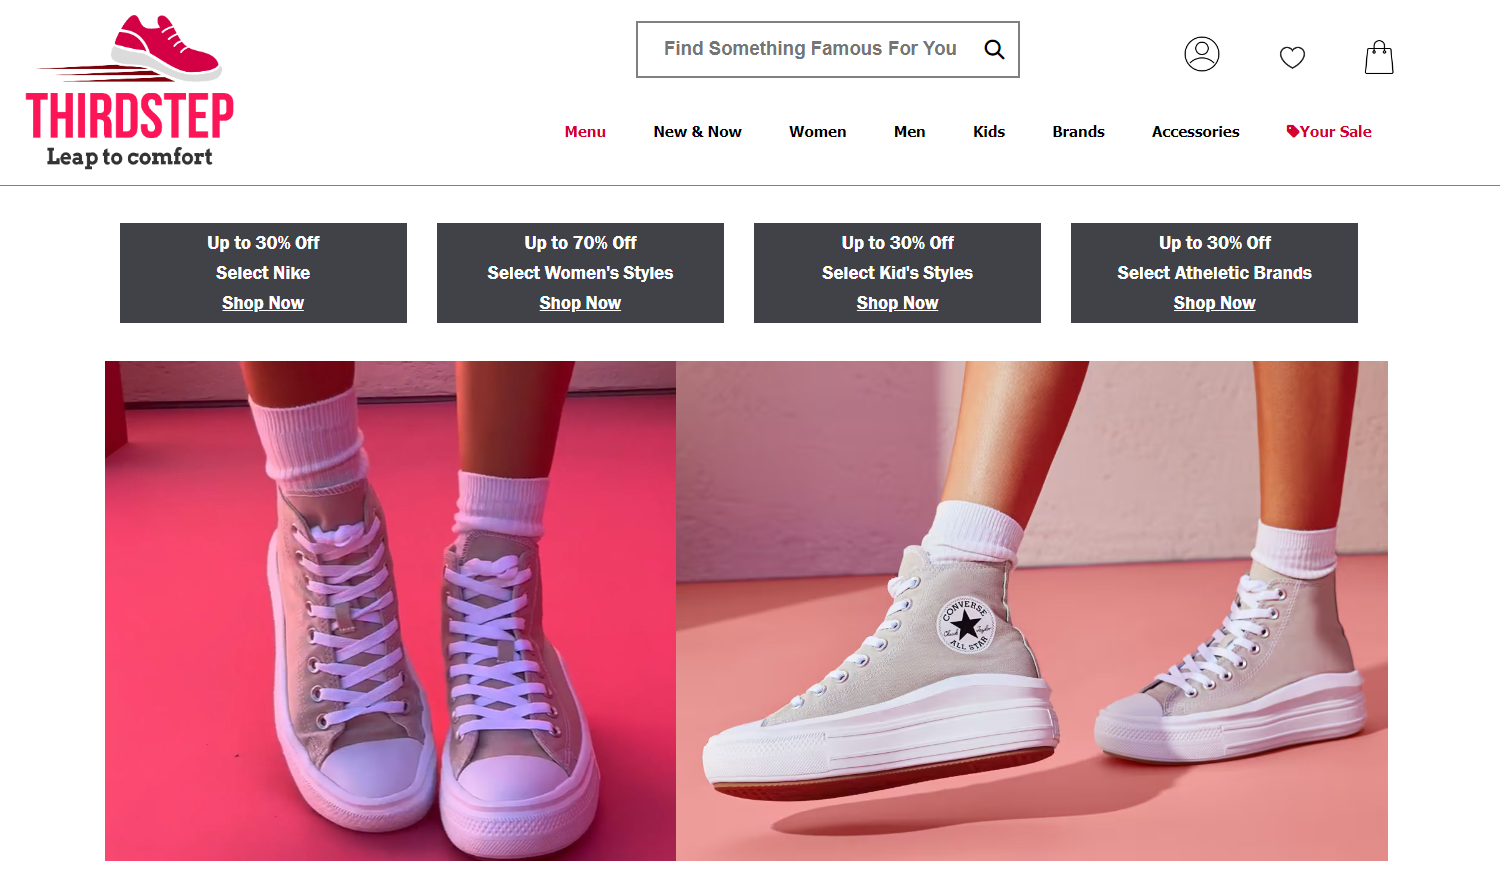 THIRDSTEP
Leap to comfort
Find Something Famous For You
Menu New & Now Women Men Kids Brands Accessories Your Sale
Up to 30% Off
Select Nike
Shop Now
Up to 70% Off
Select Women's Styles
Shop Now
Up to 30% Off
Select Kid's Styles
Shop Now
Up to 30% Off
Select Atheletic Brands
Shop Now
CONVERSE
Chuck Taylor
ALL STAR